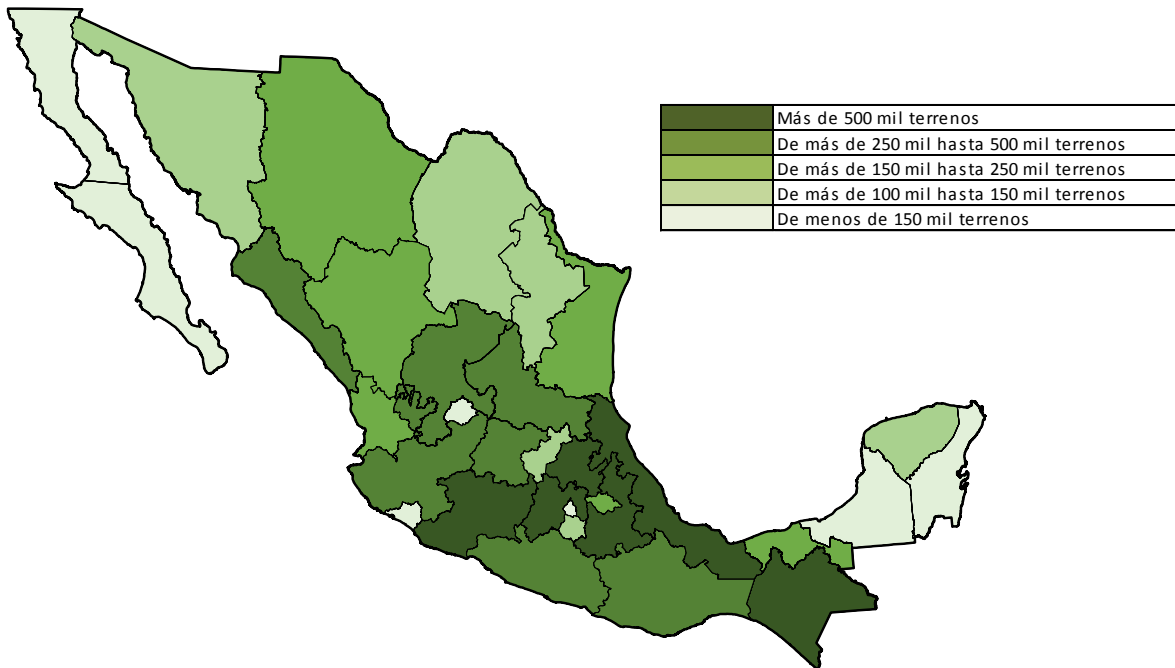 Más de 500 mil terrenos
De más de 250 mil hasta 500 mil terrenos
De más de 150 mil hasta 250 mil terrenos
De más de 100 mil hasta 150 mil terrenos
De menos de 150 mil terrenos